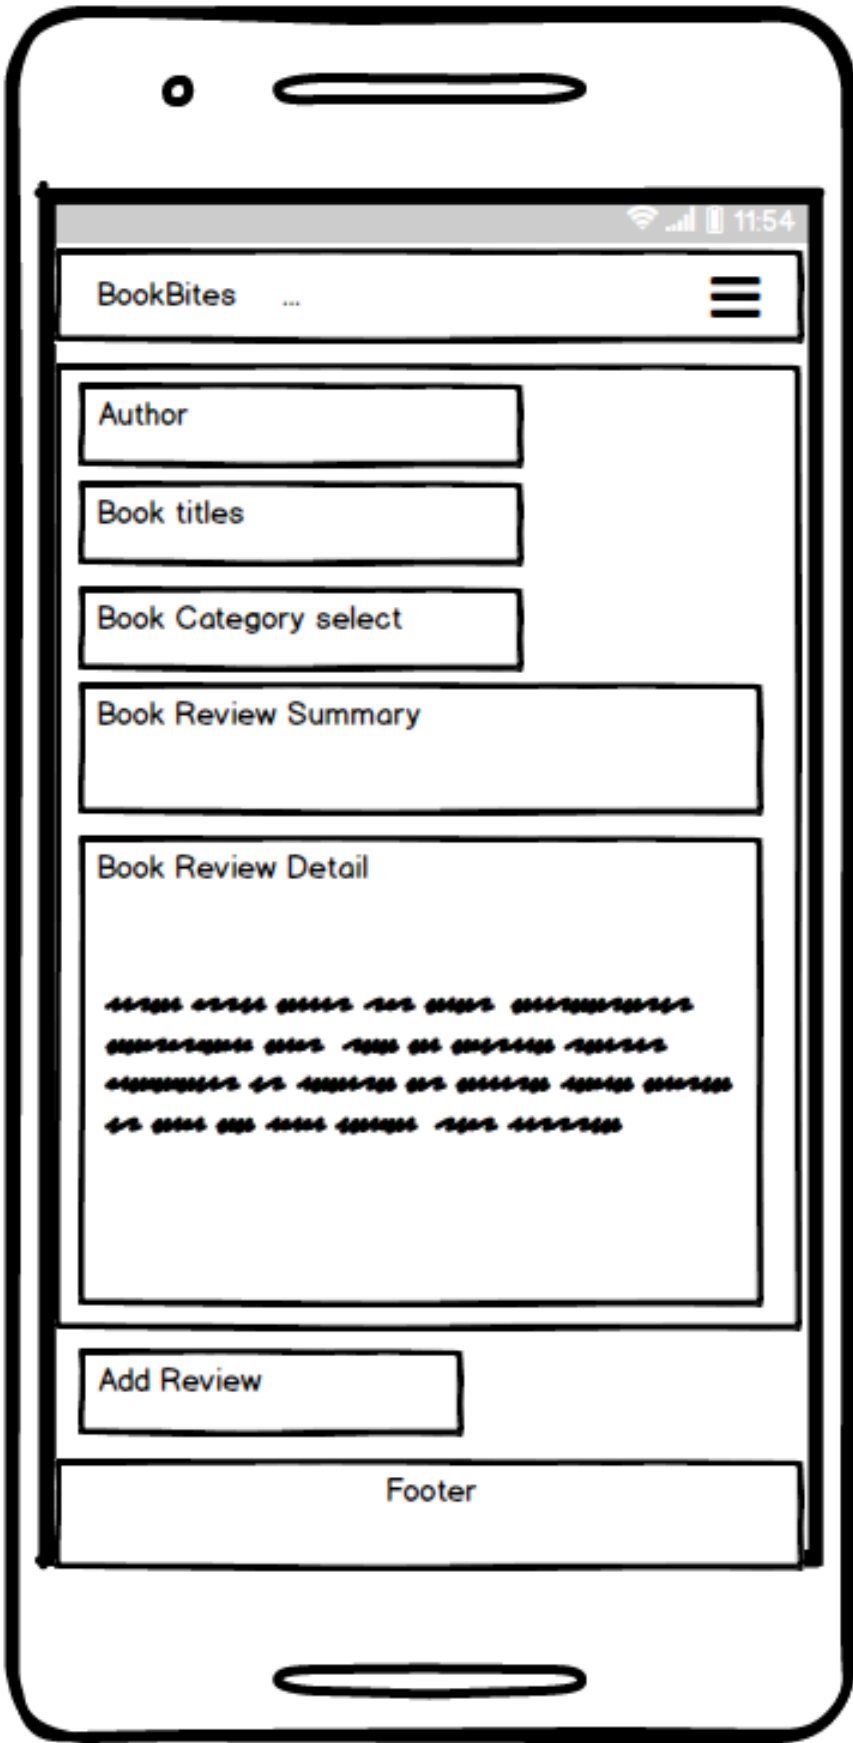 11:54
BookBites ...
Author
Book titles
Book Category select
Book Review Summary
Book Review Detail
Add Review
Footer